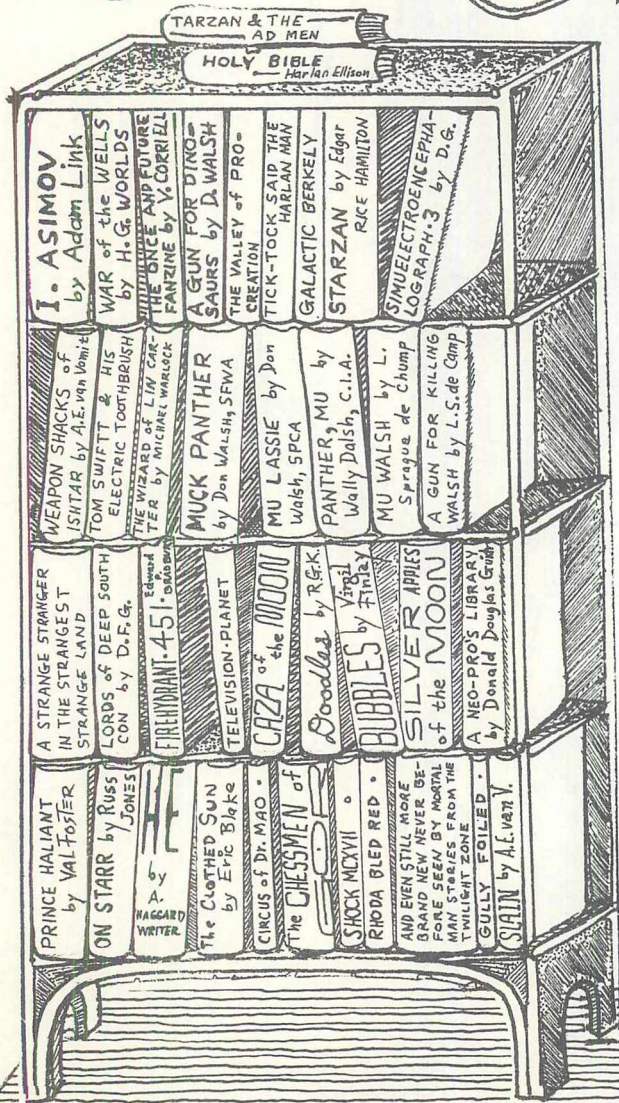 TARZAN & THE
AD MEN
HOLY BIBLE
Harlan Ellison
I. ASIMOV
by Adam Link
WAR of the WELLS
by H.G. WORLDS
THE ONCE AND FUTURE
FANZINE by V. CORRIELL
A GUN FOR DINO-
SAURS by D. WALSH
THE VALLEY of PRO-
CREATION
TICK-TOCK SAID THE
HARLAN MAN
GALACTIC BERKELY
STARZAN by Edgar
RICE HAMILTON
SIMUELECTROENCEPHA-
LOGRAPH·3 by D.G.
WEAPON SHACKS of
ISHTAR by A.E. van Vomit
TOM SWIFTT & HIS
ELECTRIC TOOTHBRUSH
THE WIZARD of LIN CAR-
TER by MICHAEL WARLOCK
MUCK PANTHER
by Don WALSH, SFWA
MU LASSIE by Don
Walsh, SPCA
PANTHER, MU by
Wally Dalsh, C.I.A.
MU WALSH by L.
Sprague de Chump
A GUN FOR KILLING
WALSH by L.S. de Camp
A STRANGE STRANGER
IN THE STRANGEST
STRANGE LAND
LORDS of DEEP SOUTH
CON by D.F.G.
FIREHYDRANT·451·
Edward
P.
BRADBURY
TELEVISION·PLANET
CAZA of
the MOON
Doodles by R.G.K.
BUBBLES by Virgil
Finlay
SILVER APPLES
of the MOON
A NEO-PRO'S LIBRARY
by Donald Douglas
PRINCE HALIANT
by VAL FOSTER
ON STARR by RUSS
JONES
by
A.
HAGGARD
WRITER
The CLOTHED SUN
by Eric Blake
CIRCUS of Dr. MAO·
The CHESSMEN of
SHOCK MCXVII·
RHODA BLED RED·
AND EVEN STILL MORE
BRAND NEW NEVER BE-
FORE SEEN BY MORTAL
MAN STORIES FROM THE
TWILIGHT ZONE
GULLY FOILED·
SLAIN by A.E. van V.